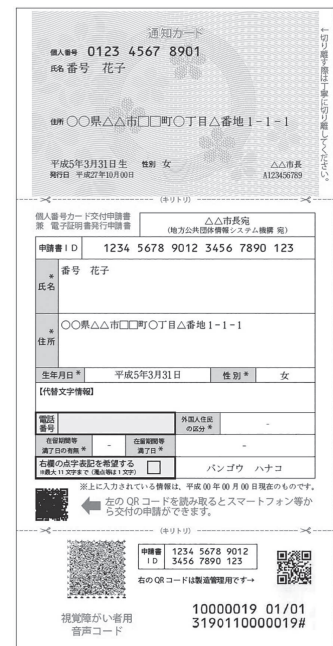 通知カード
個人番号 0123 4567 8901
氏名 番号 花子
住所 〇〇県△△市□□町〇丁目△番地1-1-1
平成5年3月31日生 性別 女 △△市長
発行日 平成27年10月00日 A123456789
←切り離す際は丁寧に切り離してください。
(キリトリ)
個人番号カード交付申請書
兼 電子証明書発行申請書
△△市長宛
(地方公共団体情報システム機構 宛)
申請書ID 1234 5678 9012 3456 7890 123
*氏名 番号 花子
*住所 〇〇県△△市□□町〇丁目△番地1-1-1
生年月日* 平成5年3月31日 性別* 女
【代替文字情報】
電話番号 外国人住民の区分* -
在留期間等満了日の有無* - 在留期間等満了日* -
右欄の点字表記を希望する □ バンゴウ ハナコ
※最大11文字まで(濁点等は1文字)
※上に入力されている情報は、平成00年00月00日現在のものです。
左のQRコードを読み取るとスマートフォン等か
ら交付の申請ができます。
(キリトリ)
申請書ID 1234 5678 9012
3456 7890 123
右のQRコードは製造管理用です→
視覚障がい者用
音声コード
10000019 01/01
3190110000019#